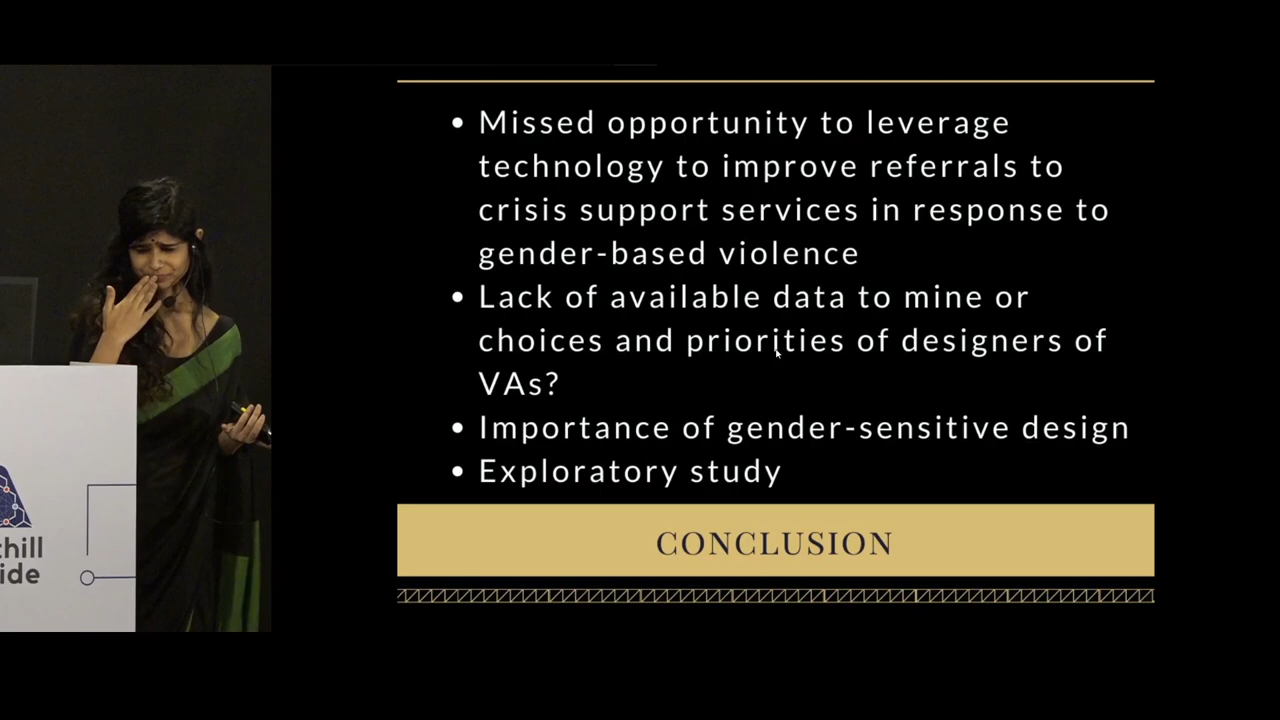 • Missed opportunity to leverage
technology to improve referrals to
crisis support services in response to
gender-based violence
• Lack of available data to mine or
choices and priorities of designers of
VAs?
• Importance of gender-sensitive design
• Exploratory study
CONCLUSION